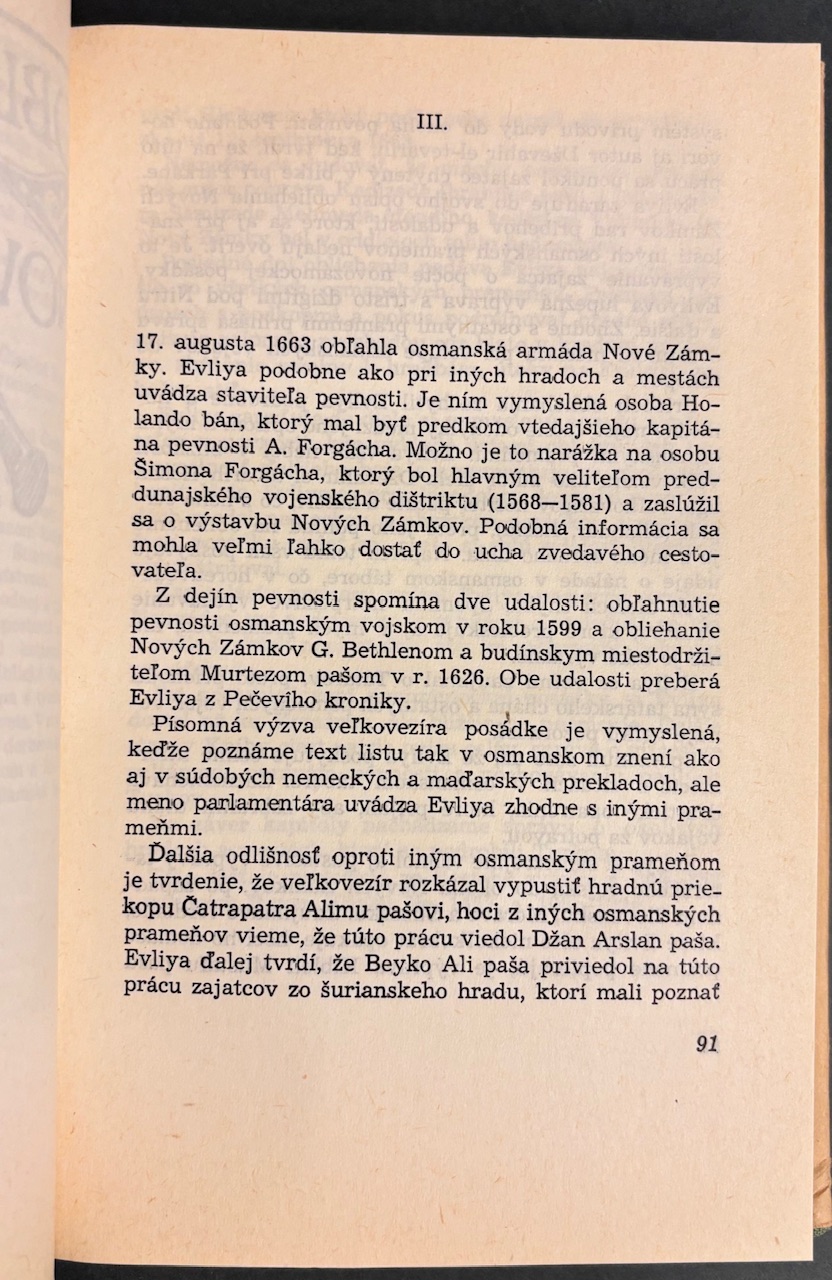 III.
17. augusta 1663 obľahla osmanská armáda Nové Zám-
ky. Evliya podobne ako pri iných hradoch a mestách
uvádza staviteľa pevnosti. Je ním vymyslená osoba Ho-
lando bán, ktorý mal byť predkom vtedajšieho kapitá-
na pevnosti A. Forgácha. Možno je to narážka na osobu
Šimona Forgácha, ktorý bol hlavným veliteľom pred-
dunajského vojenského dištriktu (1568—1581) a zaslúžil
sa o výstavbu Nových Zámkov. Podobná informácia sa
mohla veľmi ľahko dostať do ucha zvedavého cesto-
vateľa.
Z dejín pevnosti spomína dve udalosti: obľahnutie
pevnosti osmanským vojskom v roku 1599 a obliehanie
Nových Zámkov G. Bethlenom a budínskym miestodrži-
teľom Murtezom pašom v r. 1626. Obe udalosti preberá
Evliya z Pečevîho kroniky.
Písomná výzva veľkovezíra posádke je vymyslená,
keďže poznáme text listu tak v osmanskom znení ako
aj v súdobých nemeckých a maďarských prekladoch, ale
meno parlamentára uvádza Evliya zhodne s inými pra-
meňmi.
Ďalšia odlišnosť oproti iným osmanským prameňom
je tvrdenie, že veľkovezír rozkázal vypustiť hradnú prie-
kopu Čatrapatra Alimu pašovi, hoci z iných osmanských
prameňov vieme, že túto prácu viedol Džan Arslan paša.
Evliya ďalej tvrdí, že Beyko Ali paša priviedol na túto
prácu zajatcov zo šurianskeho hradu, ktorí mali poznať
91